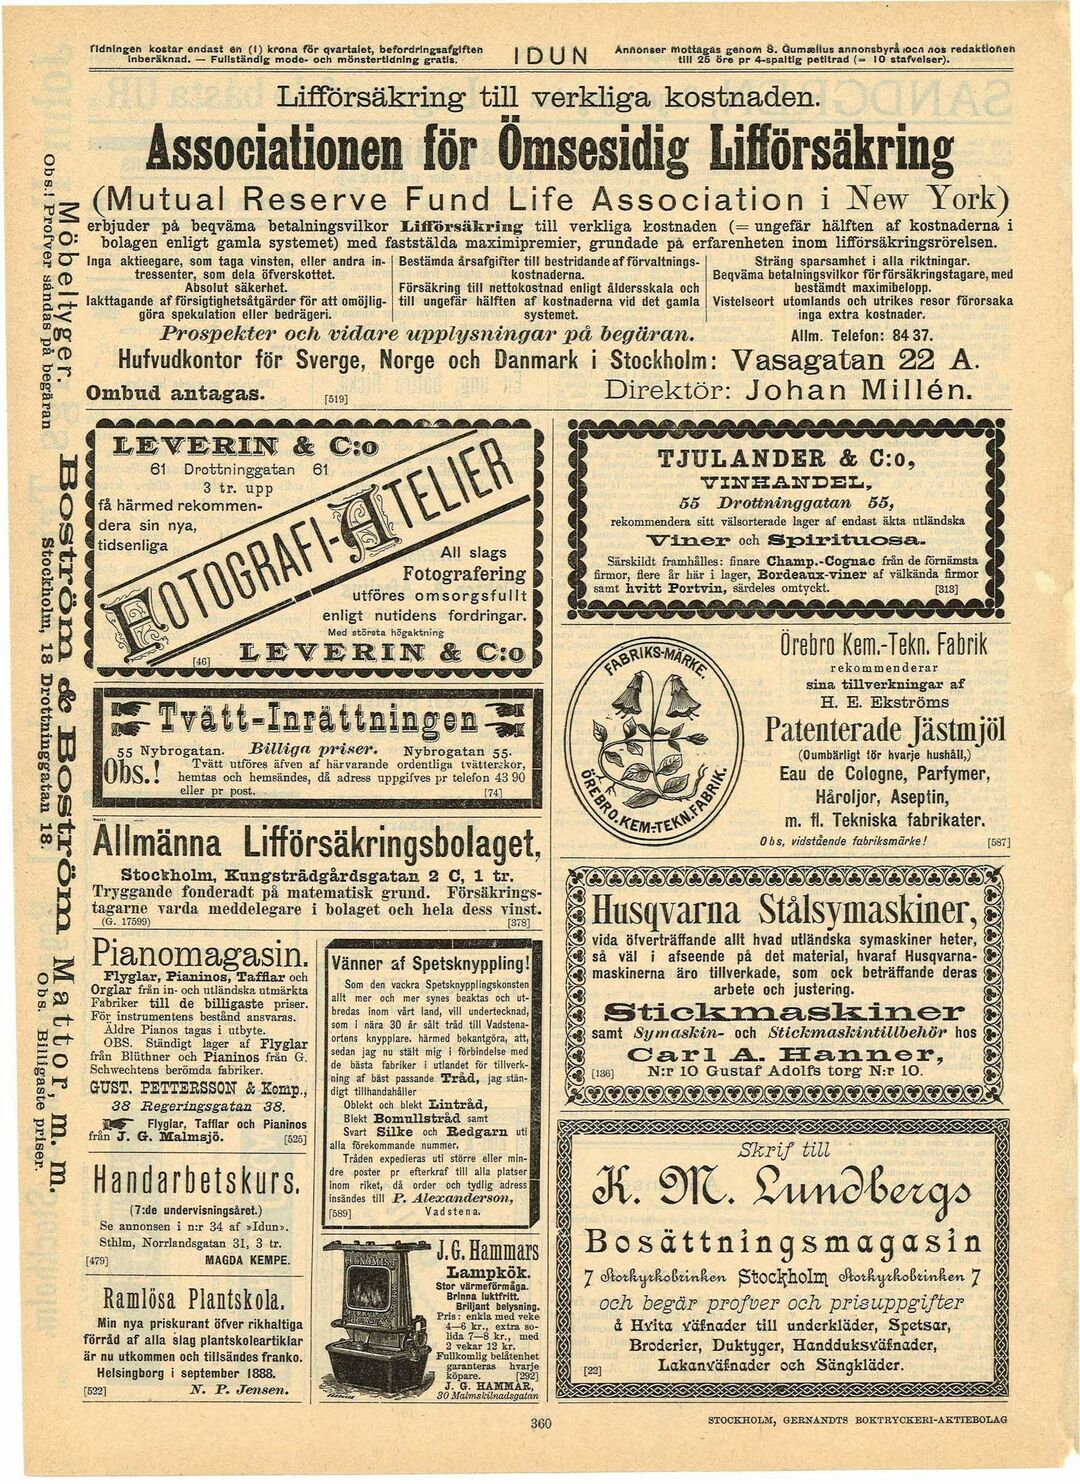 Tidningen kostar endast en (1) krona för qvartalet, befordringsafgiften
inberäknad. — Fullständig mode- och mönstertidning gratis.
IDUN
Annonser mottagas genom S. Gumælius annonsbyrå och hos redaktionen
till 25 öre pr 4-spaltig petitrad (= 10 stafvelser).
Lifförsäkring till verkliga kostnaden.
Associationen för Ömsesidig Lifförsäkring
(Mutual Reserve Fund Life Association i New York)
erbjuder på beqväma betalningsvilkor Lifförsäkring till verkliga kostnaden (= ungefär hälften af kostnaderna i
bolagen enligt gamla systemet) med faststälda maximipremier, grundade på erfarenheten inom lifförsäkringsrörelsen.
Inga aktieegare, som taga vinsten, eller andra in-
tressenter, som dela öfverskottet.
Absolut säkerhet.
Iakttagande af försigtighetsåtgärder för att omöjlig-
göra spekulation eller bedrägeri.
Bestämda årsafgifter till bestridande af förvaltnings-
kostnaderna.
Försäkring till nettokostnad enligt åldersskala och
till ungefär hälften af kostnaderna vid det gamla
systemet.
Sträng sparsamhet i alla riktningar.
Beqväma betalningsvilkor för försäkringstagare, med
bestämdt maximibelopp.
Vistelseort utomlands och utrikes resor förorsaka
inga extra kostnader.
Prospekter och vidare upplysningar på begäran.
Allm. Telefon: 84 37.
Hufvudkontor för Sverge, Norge och Danmark i Stockholm: Vasagatan 22 A.
Ombud antagas.
[519]
Direktör: Johan Millén.
Obs.! Profver sändas på begäran
Möbeltyger.
Boström & Boström
Stockholm, 18 Drottninggatan 18.
Mattor, m. m.
Obs. Billigaste priser.
LEVERIN & C:o
61 Drottninggatan 61
3 tr. upp
få härmed rekommen-
dera sin nya,
tidsenliga
FOTOGRAFI-ATELIER
All slags
Fotografering
utföres omsorgsfullt
enligt nutidens fordringar.
Med största högaktning
[46]
LEVERIN & C:o
Tvätt-Inrättningen
55 Nybrogatan. Billiga priser. Nybrogatan 55.
Obs.! Tvätt utföres äfven af härvarande ordentliga tvätterskor,
hemtas och hemsändes, då adress uppgifves pr telefon 43 90
eller pr post. [74]
Allmänna Lifförsäkringsbolaget,
Stockholm, Kungsträdgårdsgatan 2 C, 1 tr.
Tryggande fonderadt på matematisk grund. Försäkrings-
tagarne varda meddelegare i bolaget och hela dess vinst.
(G. 17599) [378]
Pianomagasin.
Flyglar, Pianinos, Tafflar och
Orglar från in- och utländska utmärkta
Fabriker till de billigaste priser.
För instrumentens bestånd ansvaras.
Äldre Pianos tagas i utbyte.
OBS. Ständigt lager af Flyglar
från Blüthner och Pianinos från G.
Schwechtens berömda fabriker.
GUST. PETTERSSON & Komp.,
38 Regeringsgatan 38.
Flyglar, Tafflar och Pianinos
från J. G. Malmsjö. [525]
Handarbetskurs.
(7:de undervisningsåret.)
Se annonsen i n:r 34 af »Idun».
Sthlm, Norrlandsgatan 31, 3 tr.
[479] MAGDA KEMPE.
Ramlösa Plantskola.
Min nya priskurant öfver rikhaltiga
förråd af alla slag plantskoleartiklar
är nu utkommen och tillsändes franko.
Helsingborg i september 1888.
[522] N. P. Jensen.
Vänner af Spetsknyppling!
Som den vackra Spetsknypplingskonsten
allt mer och mer synes beaktas och ut-
bredas inom vårt land, vill undertecknad,
som i nära 30 år sålt tråd till Vadstena-
ortens knypplare. härmed bekantgöra, att,
sedan jag nu stält mig i förbindelse med
de bästa fabriker i utlandet för tillverk-
ning af bäst passande Tråd, jag stän-
digt tillhandahåller
Oblekt och blekt Lintråd,
Blekt Bomullstråd samt
Svart Silke och Redgarn uti
alla förekommande nummer.
Tråden expedieras uti större eller min-
dre poster pr efterkraf till alla platser
inom riket, då order och tydlig adress
insändes till P. Alexanderson,
[589] Vadstena.
ECONOMIST
J. G. Hammars
Lampkök.
Stor värmeförmåga.
Brinna luktfritt.
Briljant belysning.
Pris: enkla med veke
4—6 kr., extra so-
lida 7—8 kr., med
2 vekar 12 kr.
Fullkomlig belåtenhet
garanteras hvarje
köpare. [292]
J. G. HAMMAR,
30 Malmskilnadsgatan
TJULANDER & C:o,
VINHANDEL,
55 Drottninggatan 55,
rekommendera sitt välsorterade lager af endast äkta utländska
Viner och Spirituosa.
Särskildt framhålles: finare Champ.-Cognac från de förnämsta
firmor, flere år här i lager, Bordeaux-viner af välkända firmor
samt hvitt Portvin, särdeles omtyckt. [313]
FABRIKS-MÄRKE.
ÖREBRO.KEM-TEKN.FABRIK.
Örebro Kem.-Tekn. Fabrik
rekommenderar
sina tillverkningar af
H. E. Ekströms
Patenterade Jästmjöl
(Oumbärligt för hvarje hushåll,)
Eau de Cologne, Parfymer,
Håroljor, Aseptin,
m. fl. Tekniska fabrikater.
Obs, vidstående fabriksmärke! [587]
Husqvarna Stålsymaskiner,
vida öfverträffande allt hvad utländska symaskiner heter,
så väl i afseende på det material, hvaraf Husqvarna-
maskinerna äro tillverkade, som ock beträffande deras
arbete och justering.
Stickmaskiner
samt Symaskin- och Stickmaskintillbehör hos
Carl A. Hanner,
[136] N:r 10 Gustaf Adolfs torg N:r 10.
Skrif till
K. M. Lundbergs
Bosättningsmagasin
7 Storkyrkobrinken Stockholm Storkyrkobrinken 7
och begär profver och prisuppgifter
å Hvita väfnader till underkläder, Spetsar,
Broderier, Duktyger, Handduksväfnader,
[22] Lakansväfnader och Sängkläder.
360
STOCKHOLM, GERNANDTS BOKTRYCKERI-AKTIEBOLAG